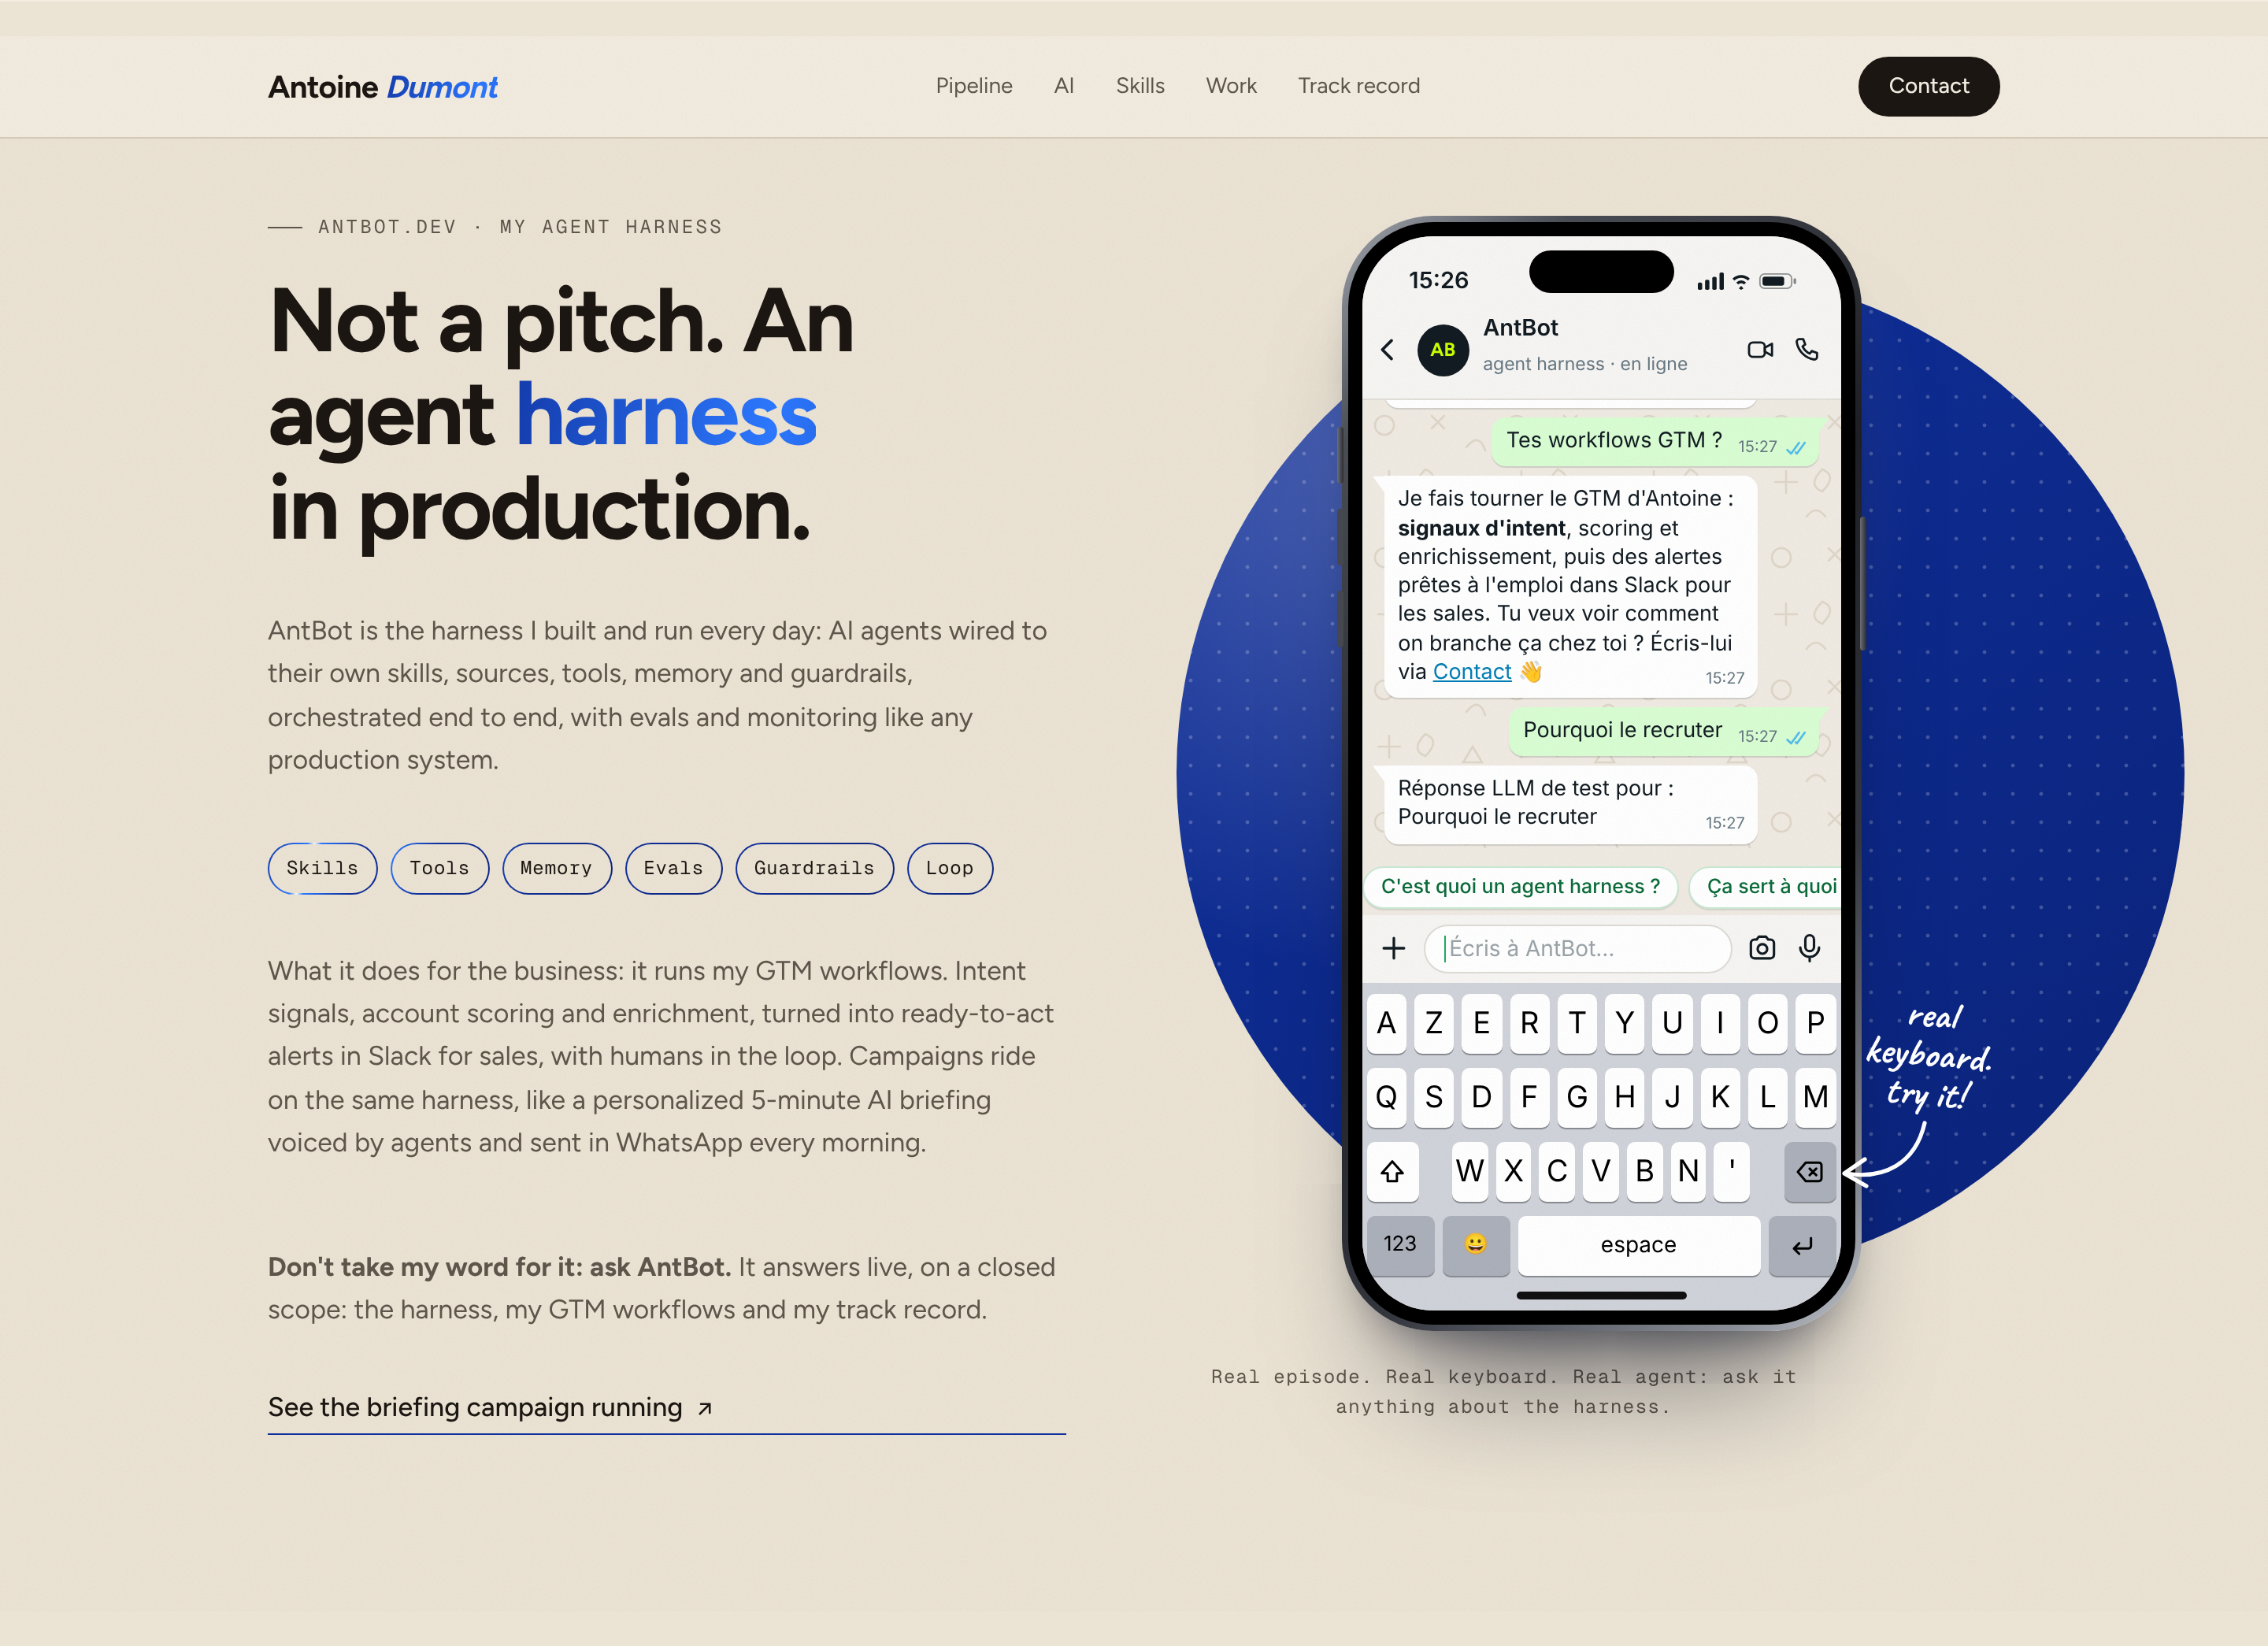 Antoine Dumont
Pipeline AI Skills Work Track record
Contact
ANTBOT.DEV · MY AGENT HARNESS
Not a pitch. An
agent harness
in production.
AntBot is the harness I built and run every day: AI agents wired to
their own skills, sources, tools, memory and guardrails,
orchestrated end to end, with evals and monitoring like any
production system.
Skills Tools Memory Evals Guardrails Loop
What it does for the business: it runs my GTM workflows. Intent
signals, account scoring and enrichment, turned into ready-to-act
alerts in Slack for sales, with humans in the loop. Campaigns ride
on the same harness, like a personalized 5-minute AI briefing
voiced by agents and sent in WhatsApp every morning.
Don't take my word for it: ask AntBot. It answers live, on a closed
scope: the harness, my GTM workflows and my track record.
See the briefing campaign running ↗
15:26
AB
AntBot
agent harness · en ligne
Tes workflows GTM ? 15:27
Je fais tourner le GTM d'Antoine :
signaux d'intent, scoring et
enrichissement, puis des alertes
prêtes à l'emploi dans Slack pour
les sales. Tu veux voir comment
on branche ça chez toi ? Écris-lui
via Contact 👋 15:27
Pourquoi le recruter 15:27
Réponse LLM de test pour :
Pourquoi le recruter 15:27
C'est quoi un agent harness ? Ça sert à quoi
Écris à AntBot...
A Z E R T Y U I O P
Q S D F G H J K L M
W X C V B N '
123 😀 espace
real
keyboard.
try it!
Real episode. Real keyboard. Real agent: ask it
anything about the harness.